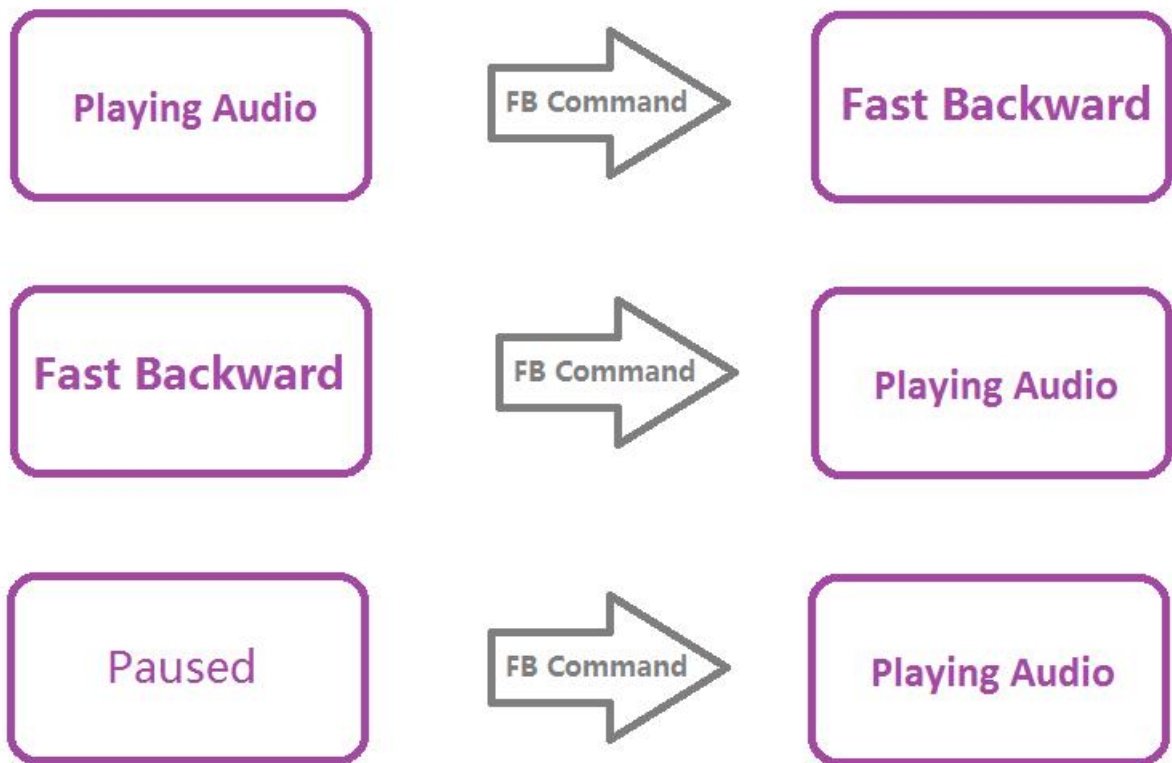 Playing Audio
FB Command
Fast Backward
Fast Backward
FB Command
Playing Audio
Paused
FB Command
Playing Audio